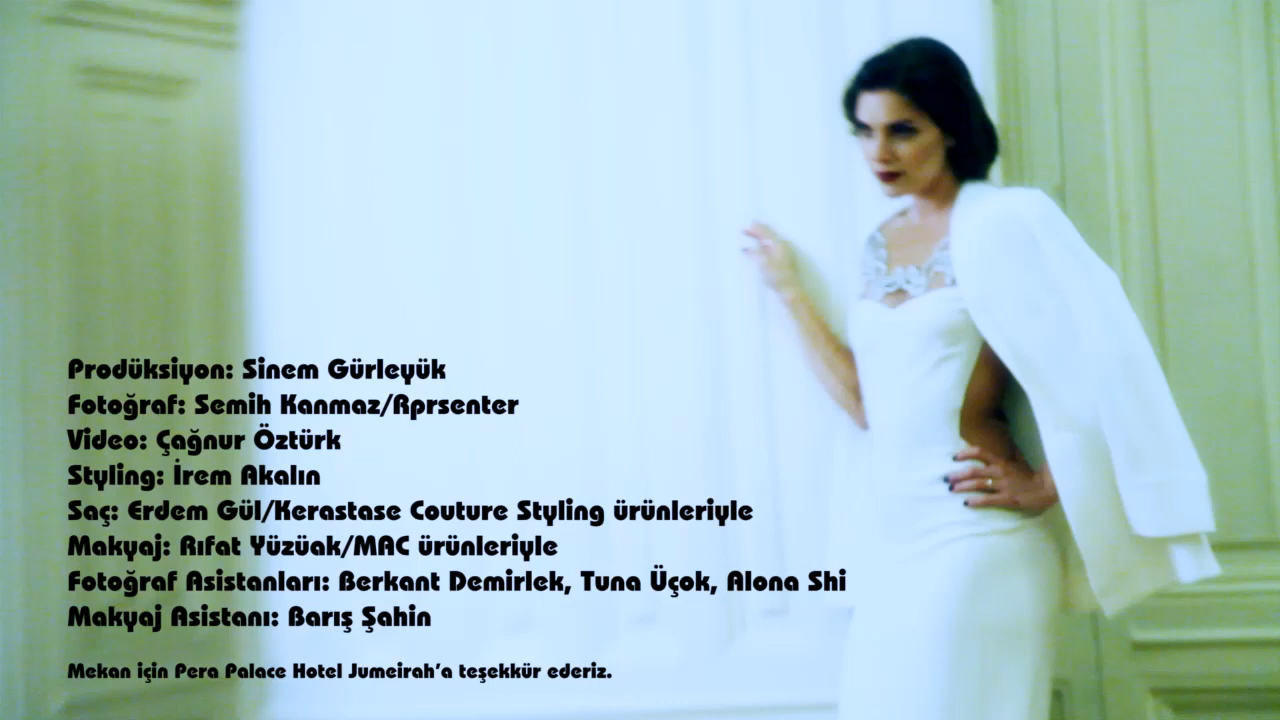 Prodüksiyon: Sinem Gürleyük
Fotoğraf: Semih Kanmaz/Rprsenter
Video: Çağnur Öztürk
Styling: İrem Akalın
Saç: Erdem Gül/Kerastase Couture Styling ürünleriyle
Makyaj: Rıfat Yüzüak/MAC ürünleriyle
Fotoğraf Asistanları: Berkant Demirlek, Tuna Üçok, Alona Shi
Makyaj Asistanı: Barış Şahin
Mekan için Pera Palace Hotel Jumeirah'a teşekkür ederiz.